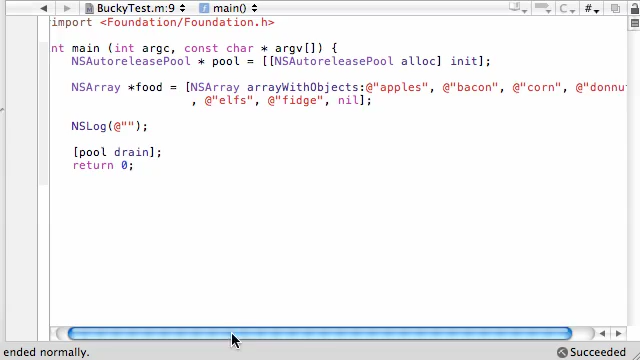 BuckyTest.m:9 f main() C #
import <Foundation/Foundation.h>
nt main (int argc, const char * argv[]) {
NSAutoreleasePool * pool = [[NSAutoreleasePool alloc] init];
NSArray *food = [NSArray arrayWithObjects:@"apples", @"bacon", @"corn", @"donnu
, @"elfs", @"fidge", nil];
NSLog(@"");
[pool drain];
return 0;
ended normally. Succeeded